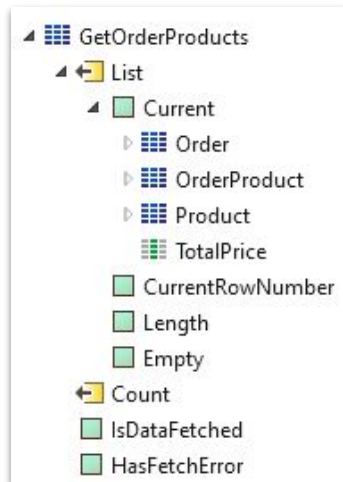 GetOrderProducts
List
Current
Order
OrderProduct
Product
TotalPrice
CurrentRowNumber
Length
Empty
Count
IsDataFetched
HasFetchError